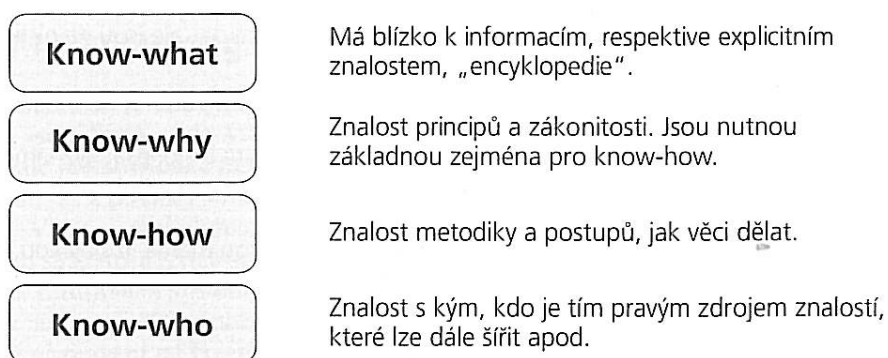 Know-what
Má blízko k informacím, respektive explicitním
znalostem, „encyklopedie".
Know-why
Znalost principů a zákonitosti. Jsou nutnou
základnou zejména pro know-how.
Know-how
Znalost metodiky a postupů, jak věci dělat.
Know-who
Znalost s kým, kdo je tím pravým zdrojem znalostí,
které lze dále šířit apod.